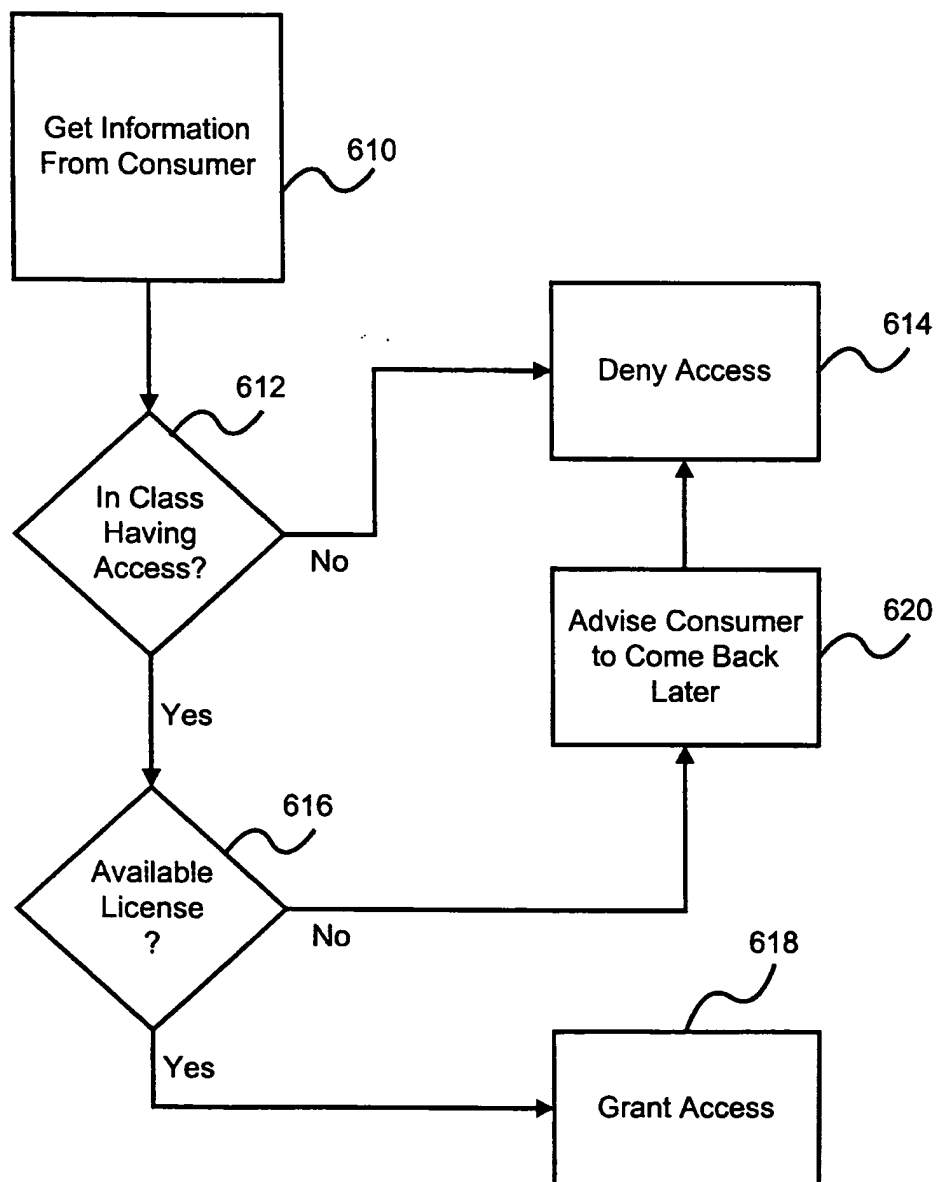 Get Information
From Consumer
610
614
Deny Access
612
In Class
Having
Access?
No
Advise Consumer
to Come Back
Later
620
Yes
616
Available
License
?
No
618
Yes
Grant Access